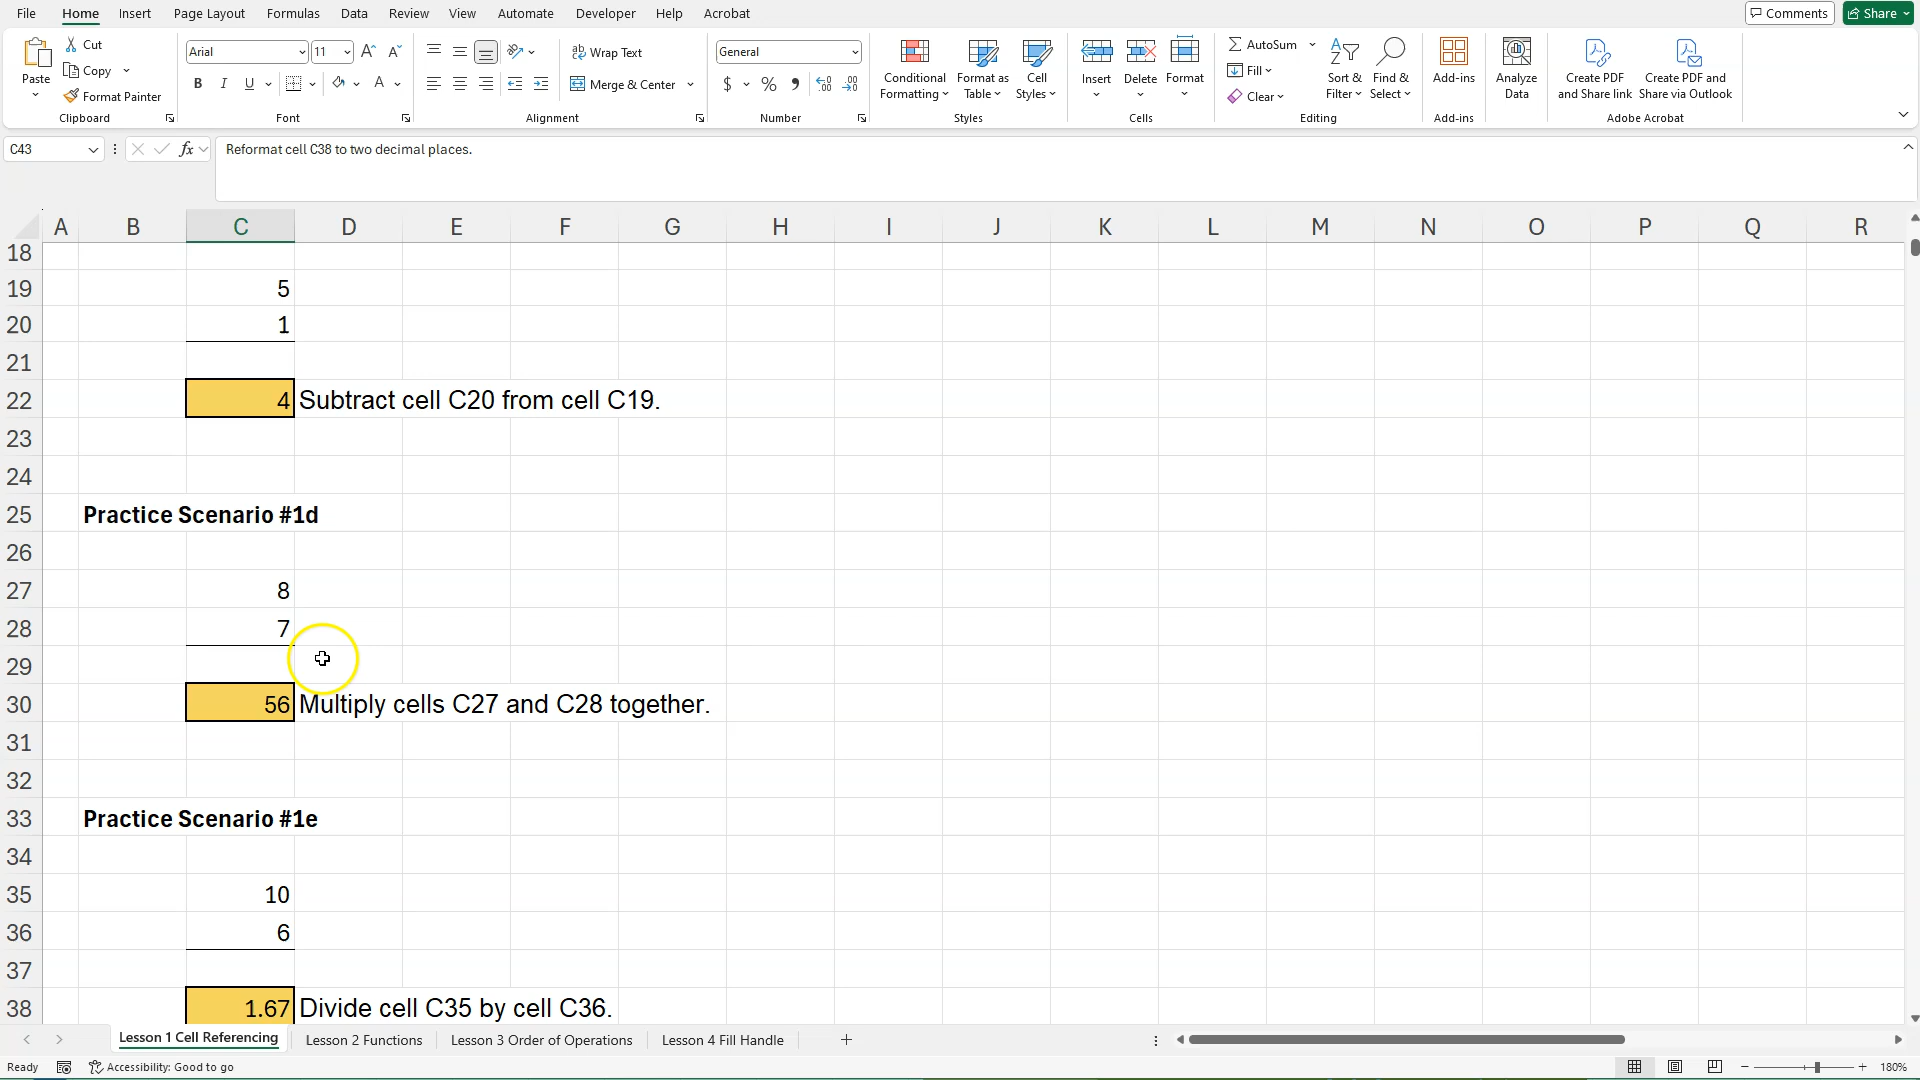 File Home Insert Page Layout Formulas Data Review View Automate Developer Help Acrobat Comments Share
Paste Cut Copy Format Painter Clipboard
Arial 11 B I U A Font
Wrap Text Merge & Center Alignment
General $ % , Number
Conditional Formatting Format as Table Cell Styles Styles
Insert Delete Format Cells
AutoSum Fill Clear Sort & Filter Find & Select Editing
Add-ins Add-ins
Analyze Data
Create PDF and Share link Create PDF and Share via Outlook Adobe Acrobat
C43 fx Reformat cell C38 to two decimal places.
A B C D E F G H I J K L M N O P Q R
18
19 5
20 1
21
22 4 Subtract cell C20 from cell C19.
23
24
25 Practice Scenario #1d
26
27 8
28 7
29
30 56 Multiply cells C27 and C28 together.
31
32
33 Practice Scenario #1e
34
35 10
36 6
37
38 1.67 Divide cell C35 by cell C36.
Lesson 1 Cell Referencing Lesson 2 Functions Lesson 3 Order of Operations Lesson 4 Fill Handle
Ready Accessibility: Good to go 180%